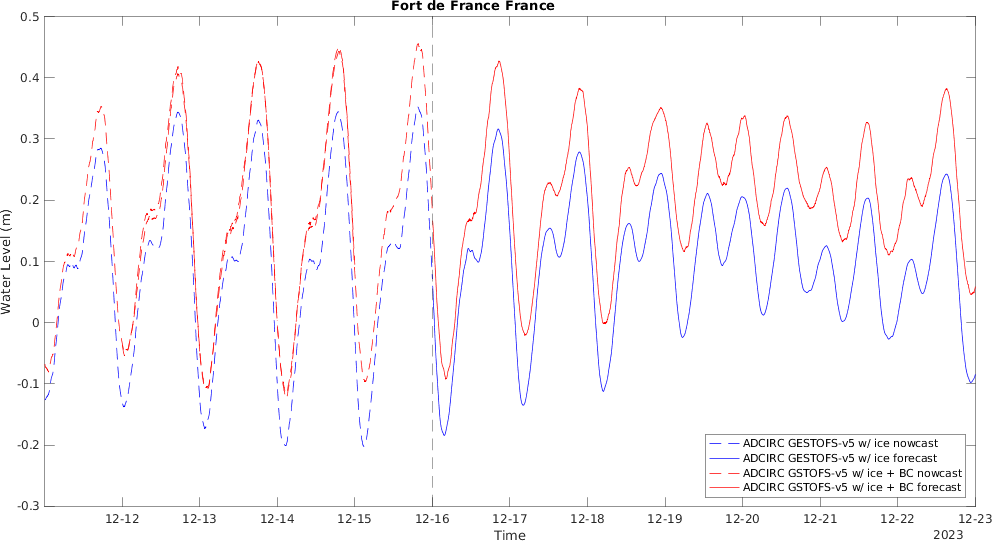 Fort de France France
Water Level (m)
0.5
0.4
0.3
0.2
0.1
0
-0.1
-0.2
-0.3
ADCIRC GESTOFS-v5 w/ ice nowcast
ADCIRC GESTOFS-v5 w/ ice forecast
ADCIRC GSTOFS-v5 w/ ice + BC nowcast
ADCIRC GSTOFS-v5 w/ ice + BC forecast
12-12 12-13 12-14 12-15 12-16 12-17 12-18 12-19 12-20 12-21 12-22 12-23
Time
2023